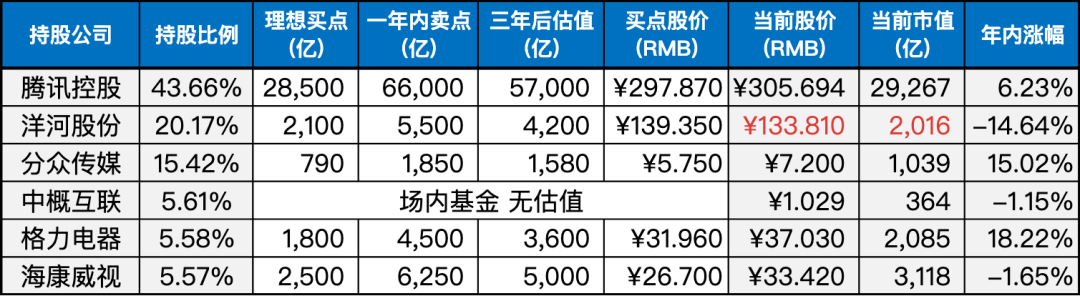 持股公司 持股比例 理想买点(亿) 一年内卖点(亿) 三年后估值(亿) 买点股价(RMB) 当前股价(RMB) 当前市值(亿) 年内涨幅
腾讯控股 43.66% 28,500 66,000 57,000 ¥297.870 ¥305.694 29,267 6.23%
洋河股份 20.17% 2,100 5,500 4,200 ¥139.350 ¥133.810 2,016 –14.64%
分众传媒 15.42% 790 1,850 1,580 ¥5.750 ¥7.200 1,039 15.02%
中概互联 5.61% 场内基金 无估值 ¥1.029 364 –1.15%
格力电器 5.58% 1,800 4,500 3,600 ¥31.960 ¥37.030 2,085 18.22%
海康威视 5.57% 2,500 6,250 5,000 ¥26.700 ¥33.420 3,118 –1.65%